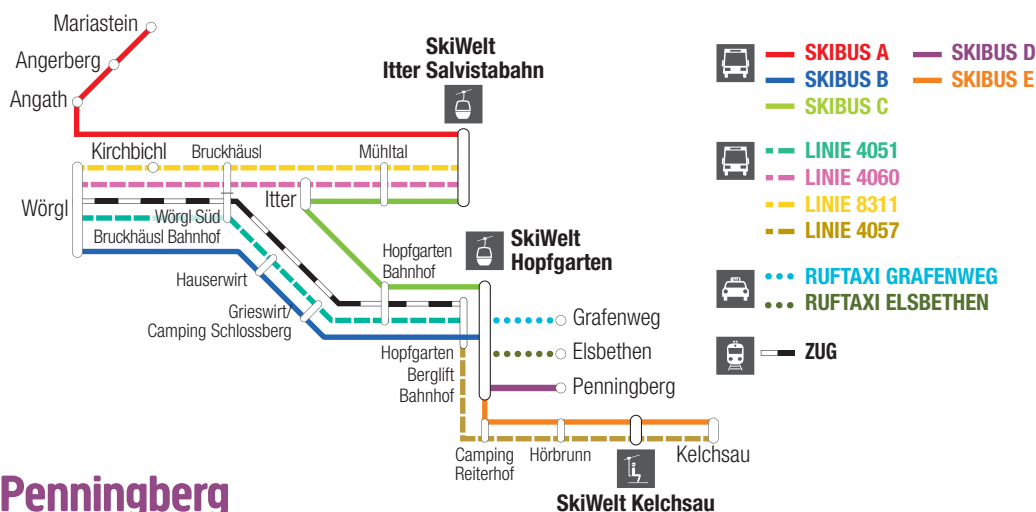 Mariastein
Angerberg
Angath
SkiWelt
Itter Salvistabahn
Kirchbichl
Bruckhäusl
Mühltal
Wörgl
Itter
Wörgl Süd
Bruckhäusl Bahnhof
Hauserwirt
Grieswirt/
Camping Schlossberg
Hopfgarten
Bahnhof
SkiWelt
Hopfgarten
Hopfgarten
Berglift
Bahnhof
Grafenweg
Elsbethen
Penningberg
Camping
Reiterhof
Hörbrunn
Kelchsau
SkiWelt Kelchsau
SKIBUS A
SKIBUS B
SKIBUS C
SKIBUS D
SKIBUS E
LINIE 4051
LINIE 4060
LINIE 8311
LINIE 4057
RUFTAXI GRAFENWEG
RUFTAXI ELSBETHEN
ZUG
Penningberg